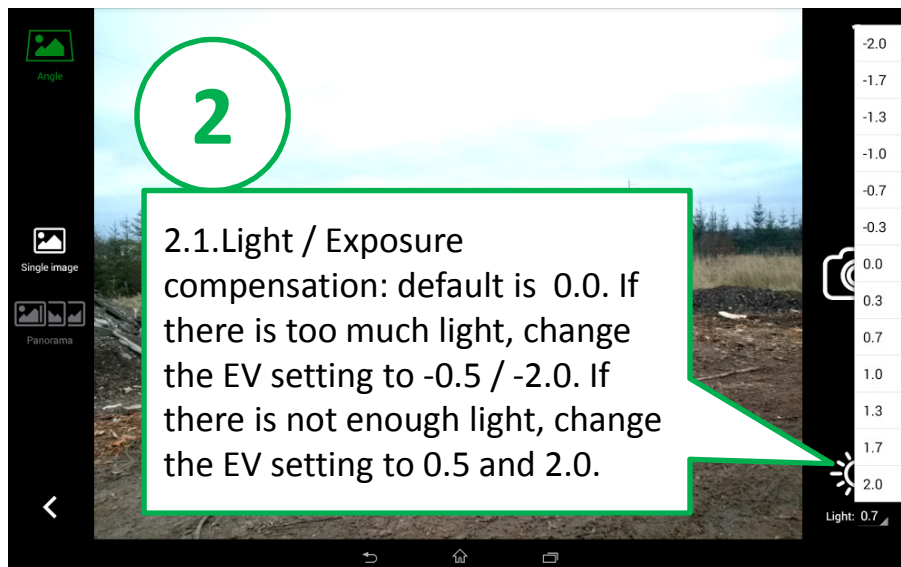 Angle
2
2.1.Light / Exposure
compensation: default is 0.0. If
there is too much light, change
the EV setting to -0.5 / -2.0. If
there is not enough light, change
the EV setting to 0.5 and 2.0.
Single image
Panorama
-2.0
-1.7
-1.3
-1.0
-0.7
-0.3
0.0
0.3
0.7
1.0
1.3
1.7
2.0
Light: 0.7